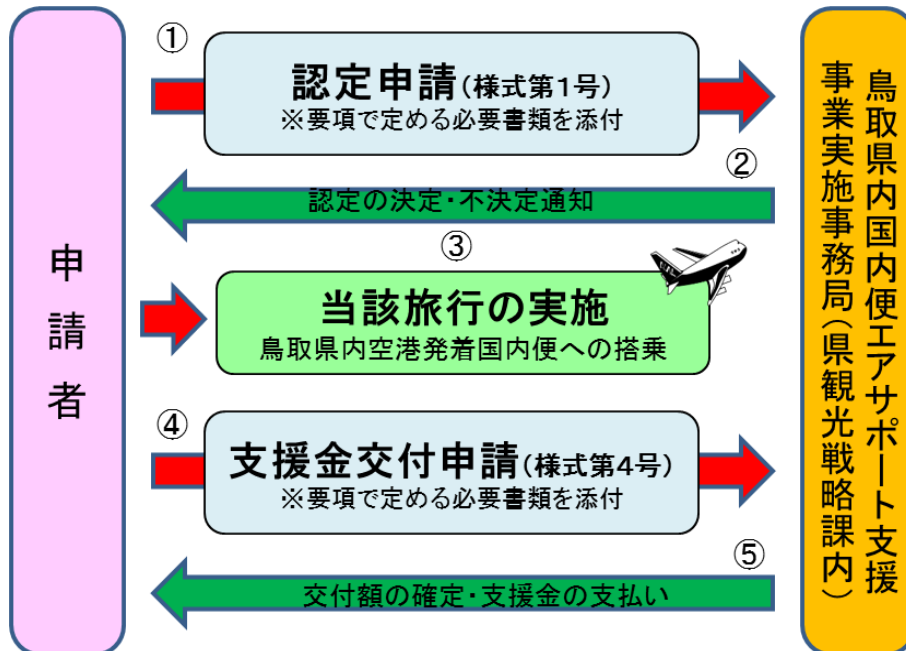 申請者
①
認定申請(様式第1号)
※要項で定める必要書類を添付
②
認定の決定・不決定通知
③
当該旅行の実施
鳥取県内空港発着国内便への搭乗
④
支援金交付申請(様式第4号)
※要項で定める必要書類を添付
⑤
交付額の確定・支援金の支払い
鳥取県内国内便エアサポート支援
事業実施事務局(県観光戦略課内)